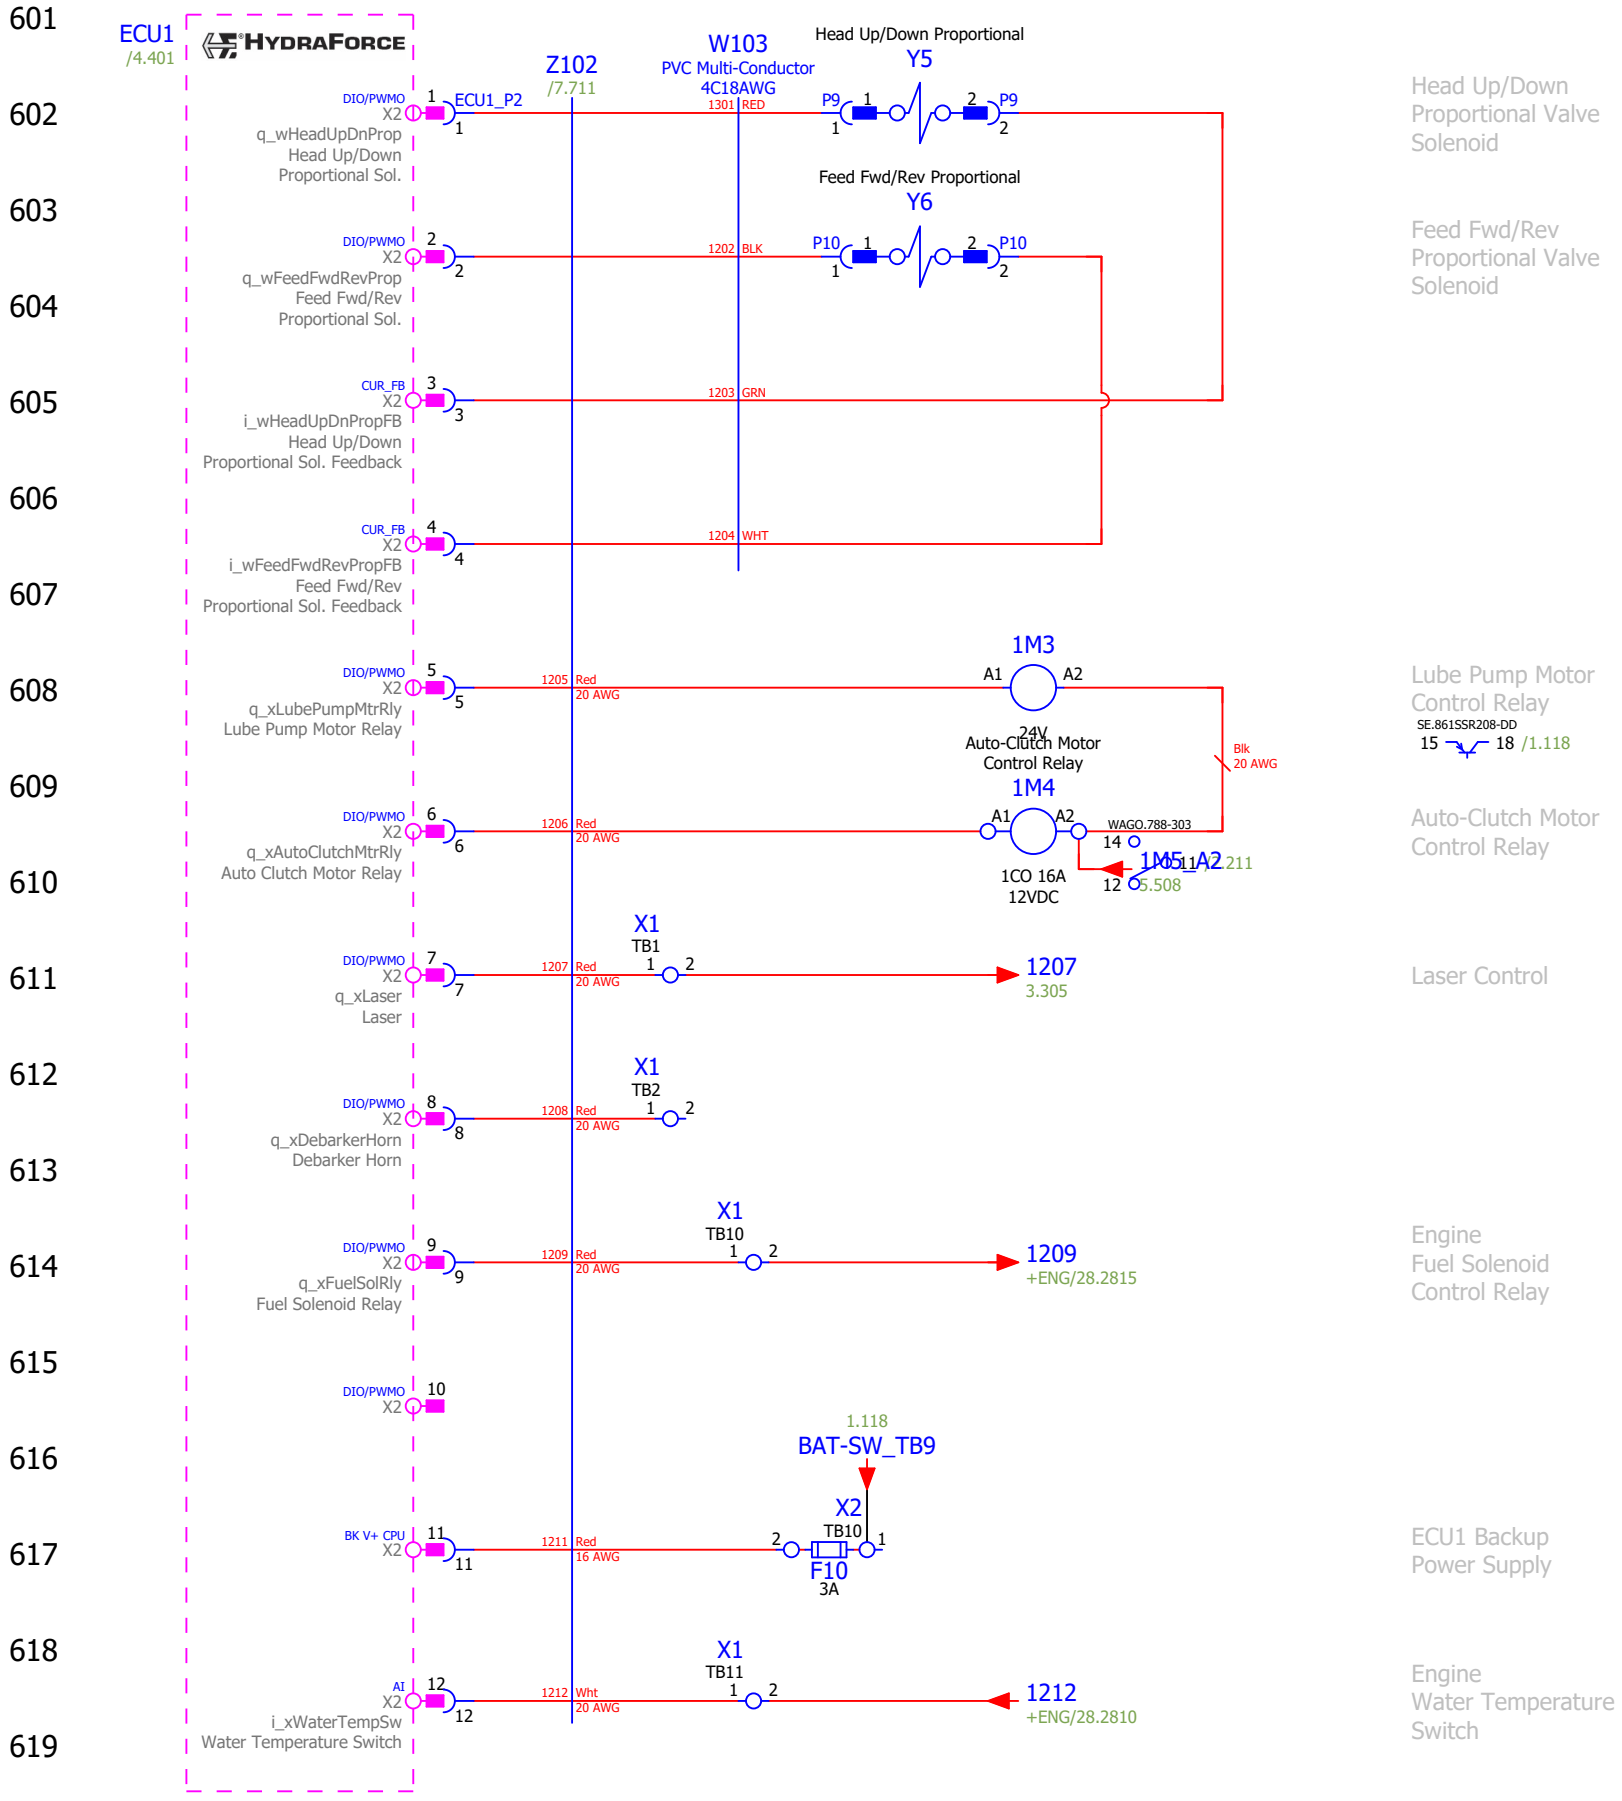 601
ECU1
/4.401
HYDRAFORCE
Z102
/7.711
W103
PVC Multi-Conductor
4C18AWG
Head Up/Down Proportional
Y5
602
DIO/PWMO
X2
1
ECU1_P2
1
q_wHeadUpDnProp
Head Up/Down
Proportional Sol.
1301 RED
P9 1
1
2 P9
2
Head Up/Down
Proportional Valve
Solenoid
603
Feed Fwd/Rev Proportional
Y6
DIO/PWMO
X2
2
2
q_wFeedFwdRevProp
Feed Fwd/Rev
Proportional Sol.
1202 BLK
P10 1
1
2 P10
2
Feed Fwd/Rev
Proportional Valve
Solenoid
604
605
CUR_FB
X2
3
3
i_wHeadUpDnPropFB
Head Up/Down
Proportional Sol. Feedback
1203 GRN
606
CUR_FB
X2
4
4
i_wFeedFwdRevPropFB
Feed Fwd/Rev
Proportional Sol. Feedback
1204 WHT
607
608
DIO/PWMO
X2
5
5
q_xLubePumpMtrRly
Lube Pump Motor Relay
1205 Red
20 AWG
1M3
A1 A2
24V
Lube Pump Motor
Control Relay
SE.861SSR208-DD
15 18 /1.118
Blk
20 AWG
609
Auto-Clutch Motor
Control Relay
1M4
DIO/PWMO
X2
6
6
q_xAutoClutchMtrRly
Auto Clutch Motor Relay
1206 Red
20 AWG
A1 A2
1CO 16A
12VDC
WAGO.788-303
14
1M5_A2
11 /2.211
12 5.508
Auto-Clutch Motor
Control Relay
610
611
DIO/PWMO
X2
7
7
q_xLaser
Laser
1207 Red
20 AWG
X1
TB1
1 2
1207
3.305
Laser Control
612
DIO/PWMO
X2
8
8
q_xDebarkerHorn
Debarker Horn
1208 Red
20 AWG
X1
TB2
1 2
613
614
DIO/PWMO
X2
9
9
q_xFuelSolRly
Fuel Solenoid Relay
1209 Red
20 AWG
X1
TB10
1 2
1209
+ENG/28.2815
Engine
Fuel Solenoid
Control Relay
615
DIO/PWMO
X2
10
616
1.118
BAT-SW_TB9
617
BK V+ CPU
X2
11
11
1211 Red
16 AWG
X2
TB10
2 1
F10
3A
ECU1 Backup
Power Supply
618
AI
X2
12
12
i_xWaterTempSw
Water Temperature Switch
1212 Wht
20 AWG
X1
TB11
1 2
1212
+ENG/28.2810
Engine
Water Temperature
Switch
619